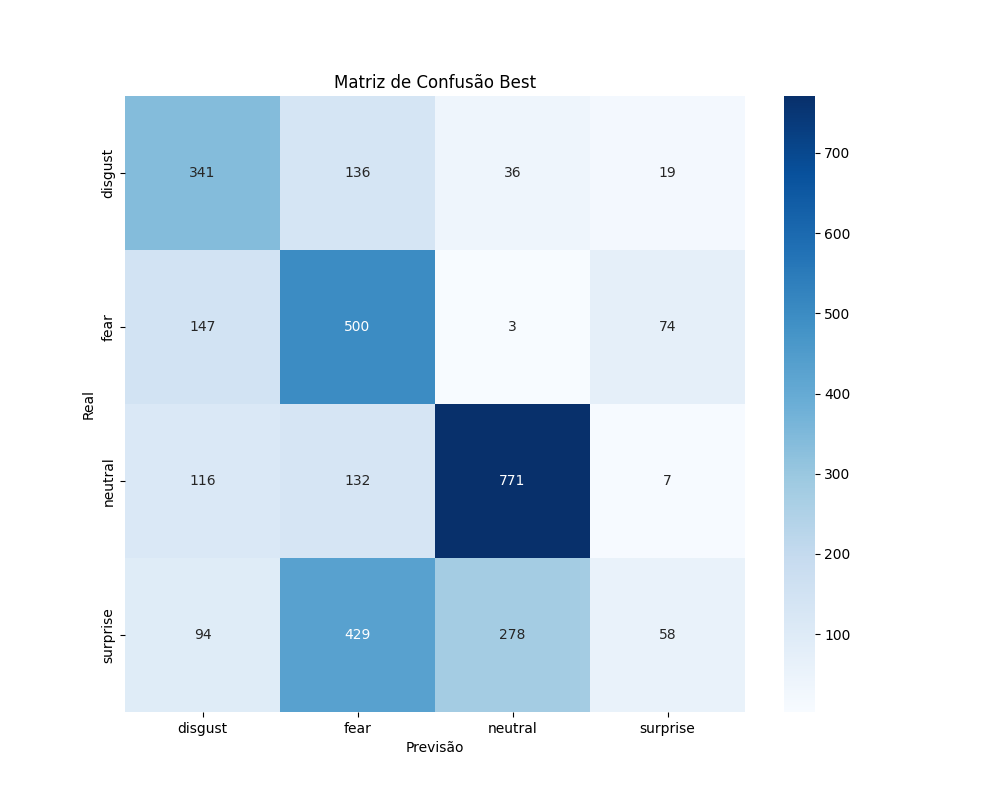 Matriz de Confusão Best
disgust 341 136 36 19
fear 147 500 3 74
neutral 116 132 771 7
surprise 94 429 278 58
disgust fear neutral surprise
Real
Previsão
700
600
500
400
300
200
100